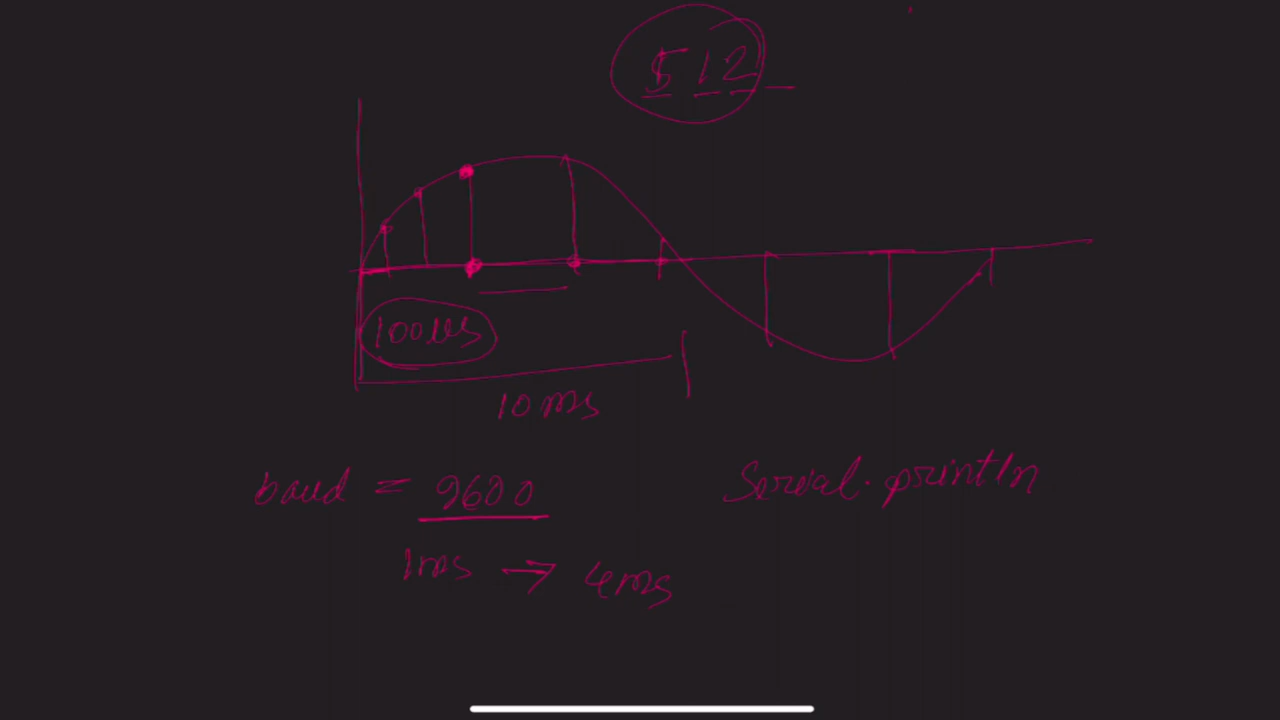 512
100us
10ms
baud = 9600
Serial.println
1ms → 4ms